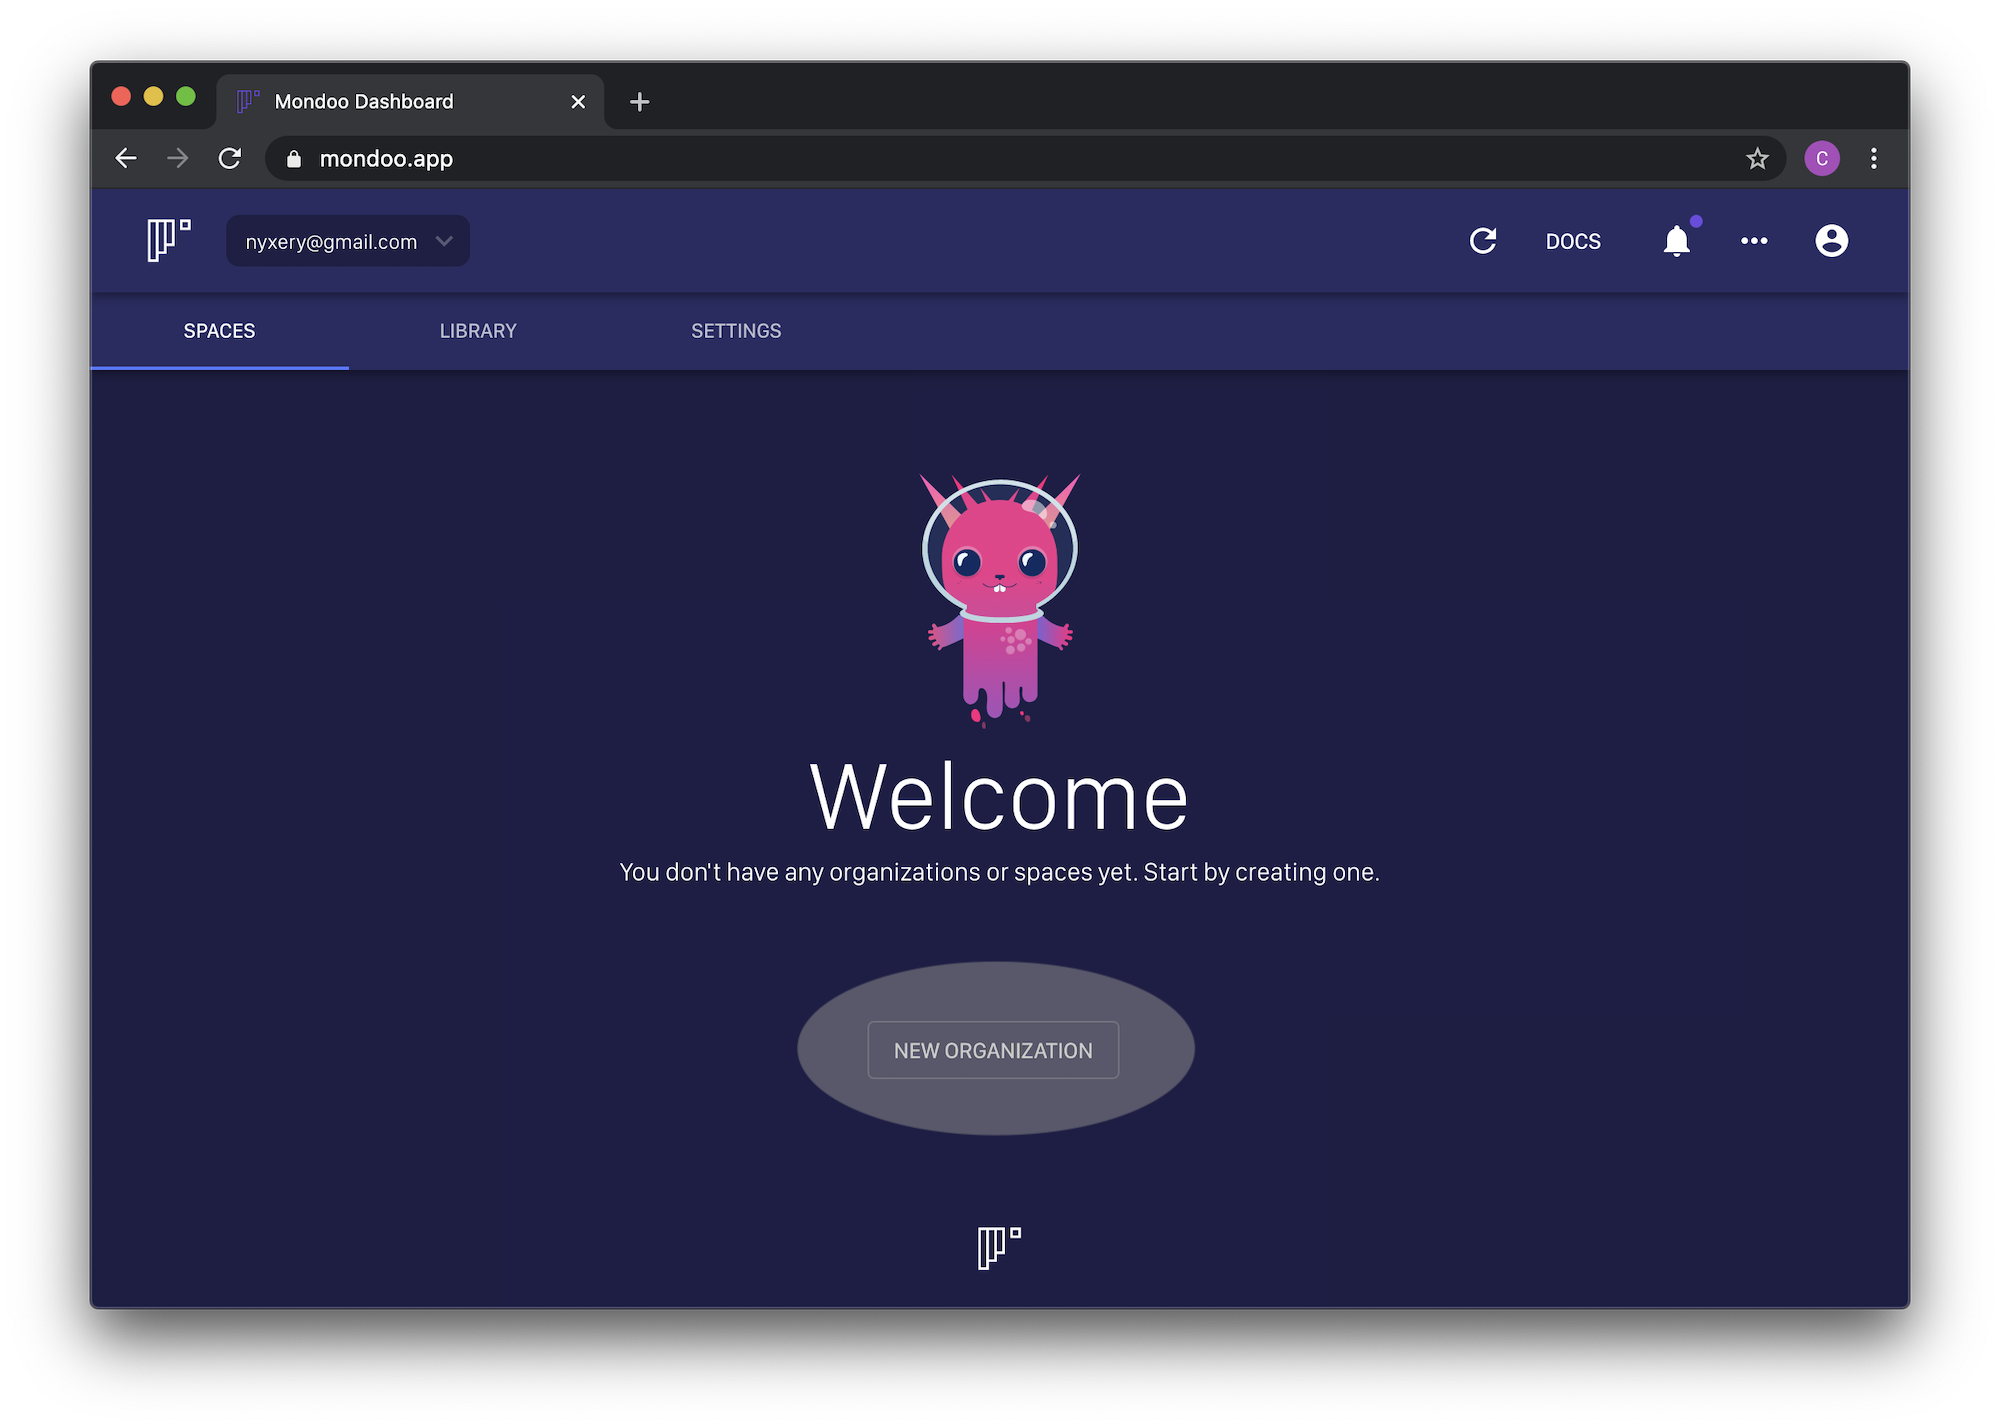 Mondoo Dashboard
mondoo.app
C
nyxery@gmail.com
DOCS
SPACES
LIBRARY
SETTINGS
Welcome
You don't have any organizations or spaces yet. Start by creating one.
NEW ORGANIZATION